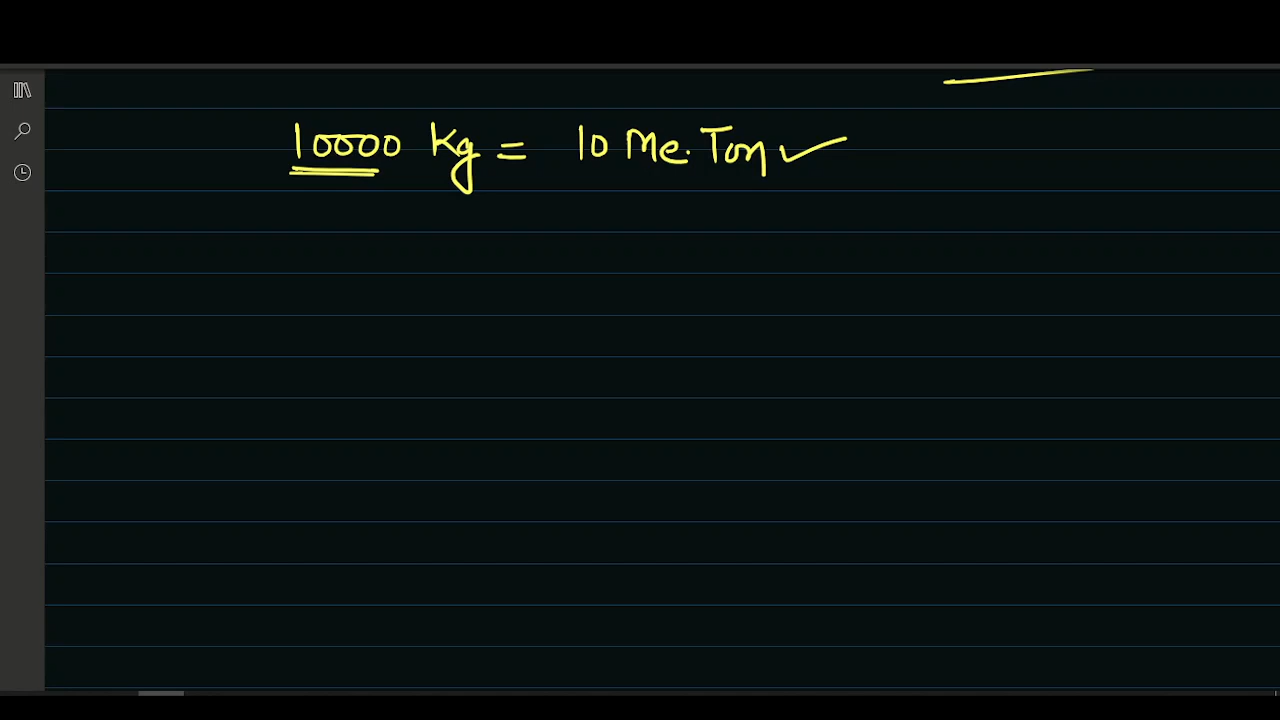 10000 Kg = 10 Me. Ton ✓